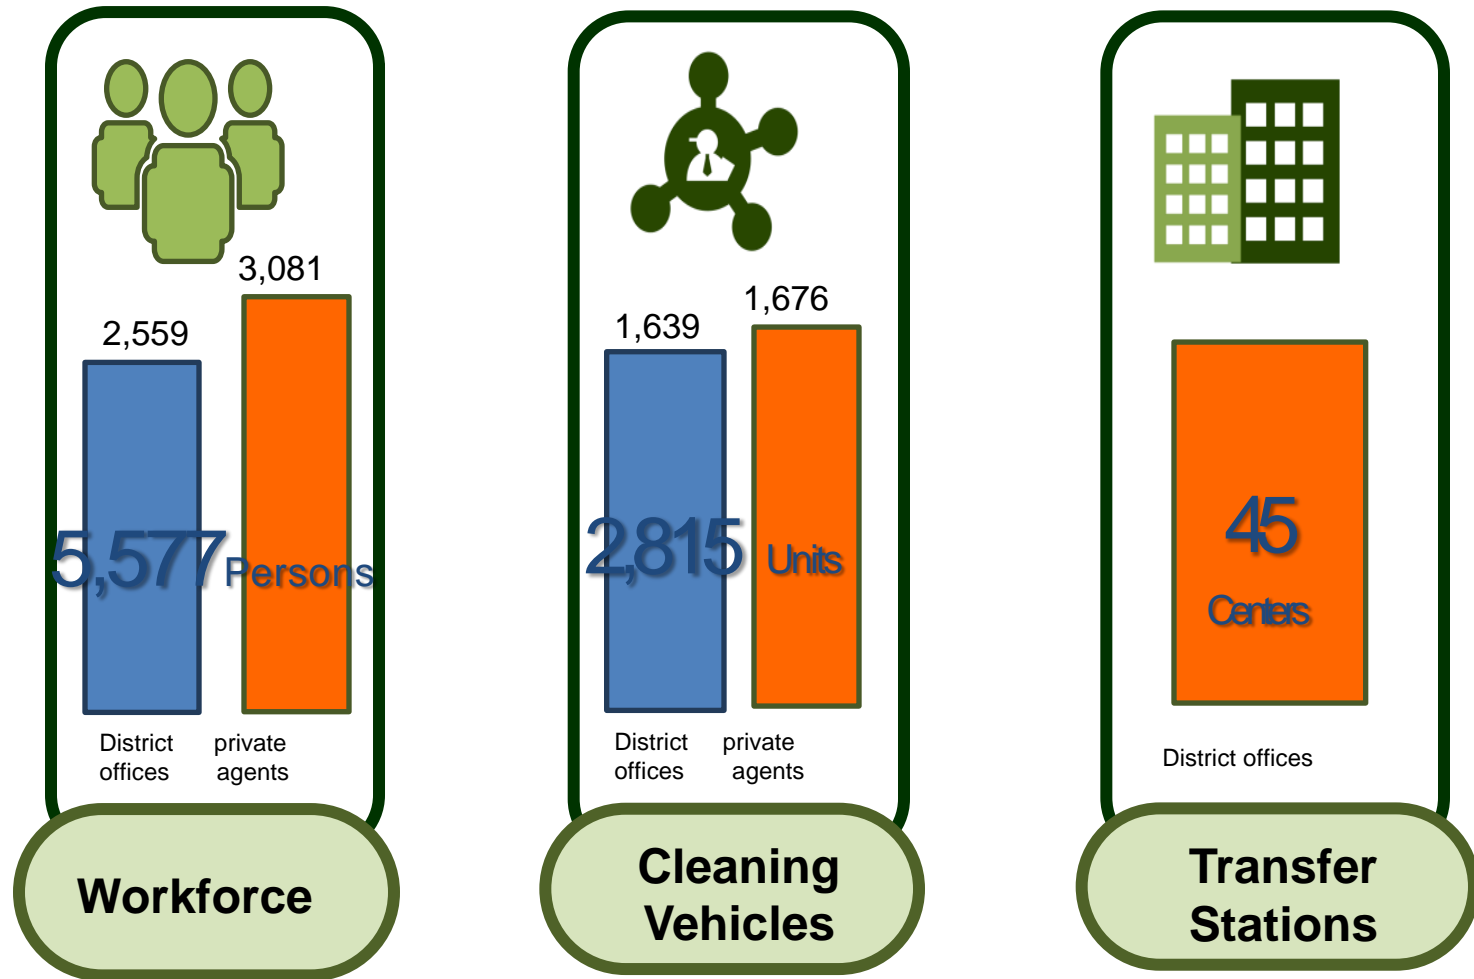 3,081
2,559
5,577 Persons
District private
offices agents
Workforce
1,676
1,639
2,815 Units
District private
offices agents
Cleaning
Vehicles
45
Centers
District offices
Transfer
Stations